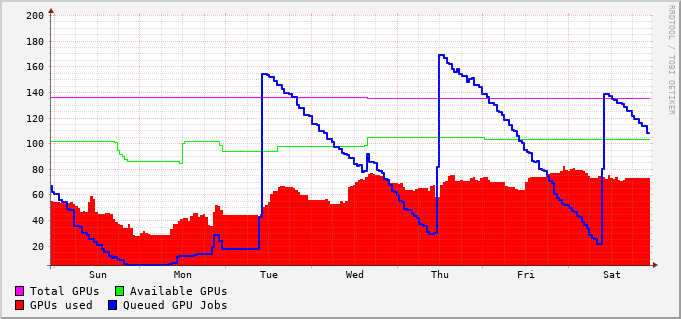 200
180
160
140
120
100
80
60
40
20
Sun Mon Tue Wed Thu Fri Sat
RRDTOOL / TOBI OETIKER
Total GPUs Available GPUs
GPUs used Queued GPU Jobs